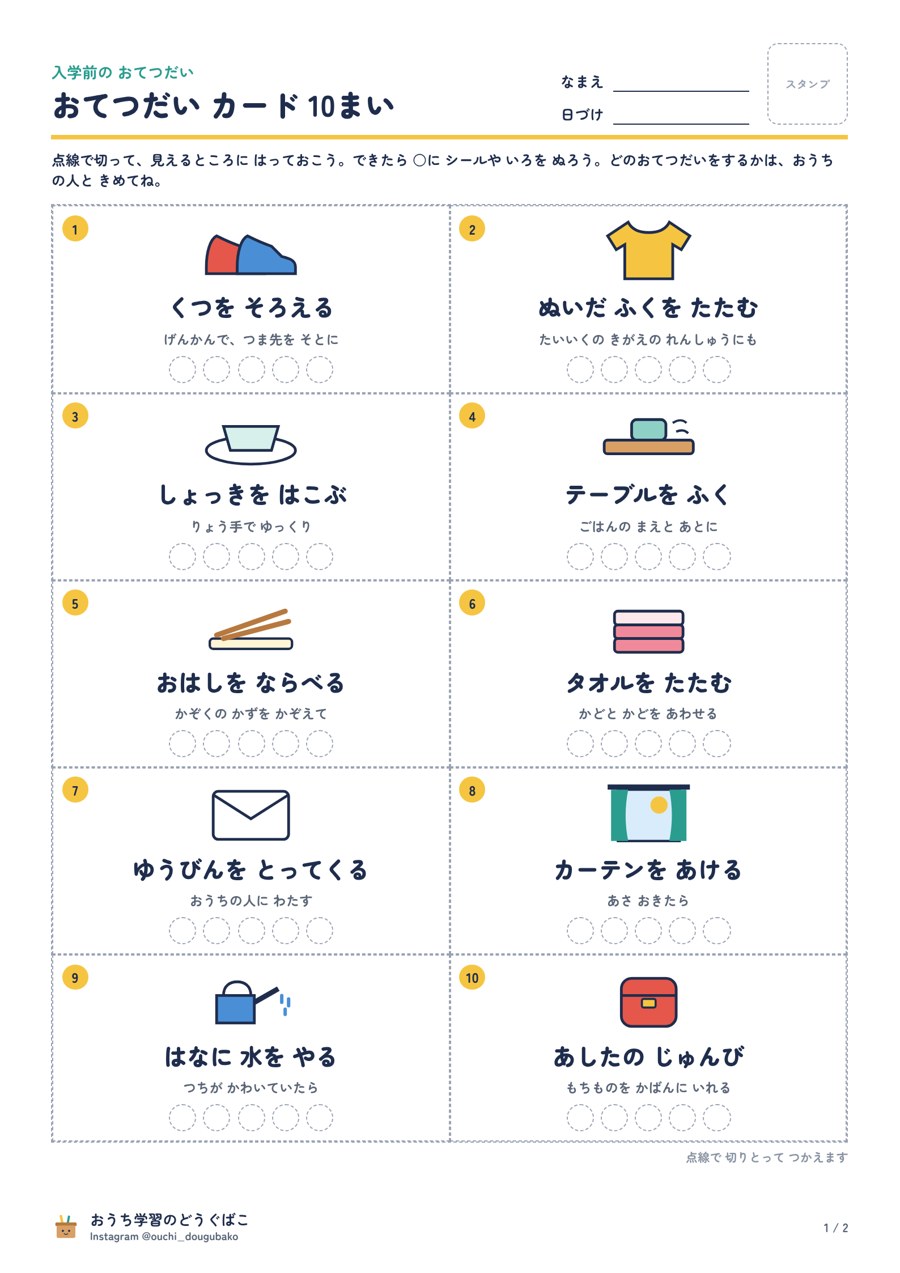 入学前の おてつだい
おてつだい カード 10まい
なまえ
日づけ
スタンプ
点線で切って、見えるところに はっておこう。できたら ○に シールや いろを ぬろう。どのおてつだいをするかは、おうち
の人と きめてね。
1
くつを そろえる
げんかんで、つま先を そとに
2
ぬいだ ふくを たたむ
たいいくの きがえの れんしゅうにも
3
しょっきを はこぶ
りょう手で ゆっくり
4
テーブルを ふく
ごはんの まえと あとに
5
おはしを ならべる
かぞくの かずを かぞえて
6
タオルを たたむ
かどと かどを あわせる
7
ゆうびんを とってくる
おうちの人に わたす
8
カーテンを あける
あさ おきたら
9
はなに 水を やる
つちが かわいていたら
10
あしたの じゅんび
もちものを かばんに いれる
点線で 切りとって つかえます
おうち学習のどうぐばこ
Instagram @ouchi_dougubako
1 / 2